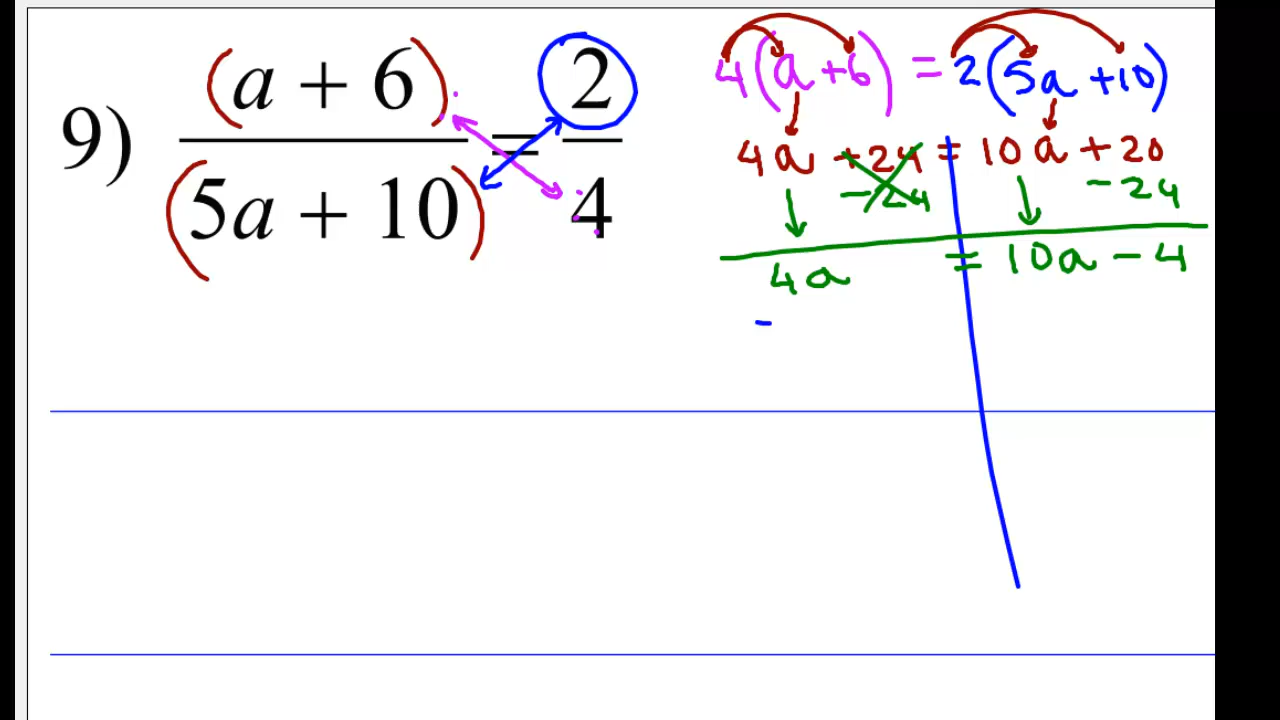 9) (a + 6) / (5a + 10) = 2 / 4
4(a + 6) = 2(5a + 10)
4a + 24 = 10a + 20
- 24 - 24
4a = 10a - 4
-